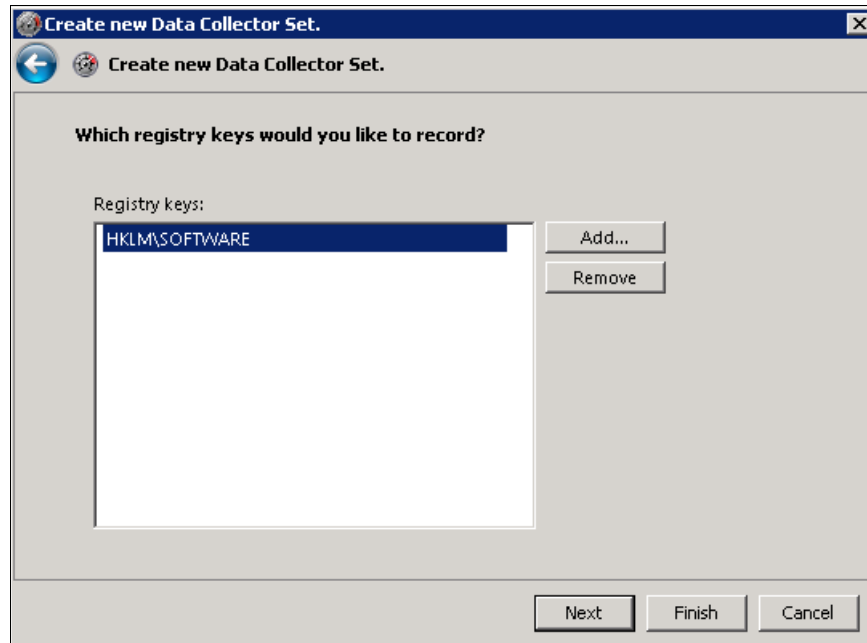 Create new Data Collector Set.
Create new Data Collector Set.
Which registry keys would you like to record?
Registry keys:
HKLM\SOFTWARE
Add...
Remove
Next
Finish
Cancel